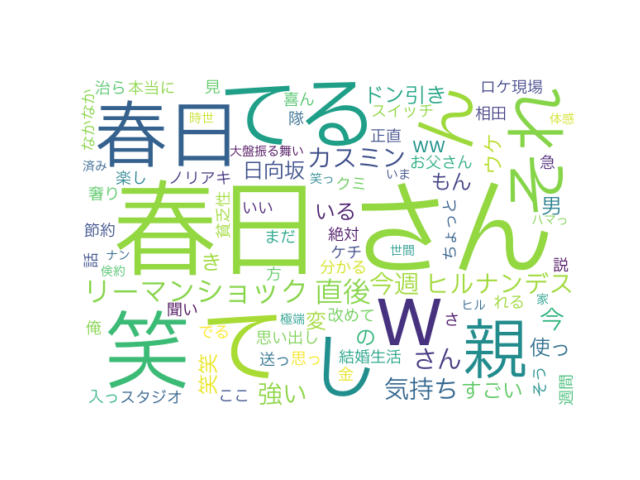 治ら
本当に
見
喜ん
ドン引き
ロケ現場
なかなか
春日
時世
てる
隊
スイッチ
相田
体感
ん
それ
大盤振る舞い
正直
ww
ウケ
済み
日向坂
カスミン
お父さん
急
楽し
ノリアキ
笑っ
クミ
いま
もん
ハマっ
奢り
貧乏性
いい
いる
ケチ
男
春日
さん
節約
まだ
絶対
ちょっと
話
ナン
き
方
分かる
世間
説
倹約
リーマンショック
直後
今週
ヒルナンデス
聞い
極端
変
改めて
れる
ヒル
家
俺
笑
て
でる
思い出し
し
の
w
さ
親
今
笑笑
送っ
思っ
結婚生活
さん
使っ
入っ
スタジオ
ここ
強い
金
気持ち
すごい
そう
週間